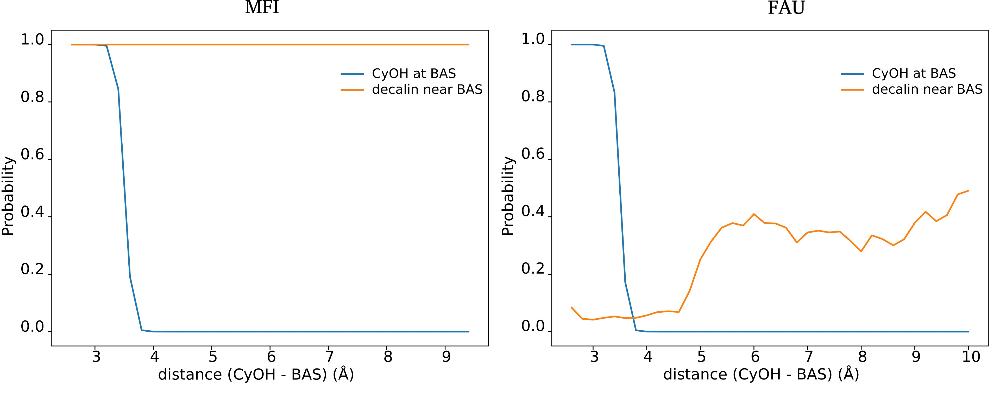 MFI
1.0
0.8
0.6
0.4
0.2
0.0
Probability
CyOH at BAS
decalin near BAS
3 4 5 6 7 8 9
distance (CyOH - BAS) (Å)
FAU
1.0
0.8
0.6
0.4
0.2
0.0
Probability
CyOH at BAS
decalin near BAS
3 4 5 6 7 8 9 10
distance (CyOH - BAS) (Å)